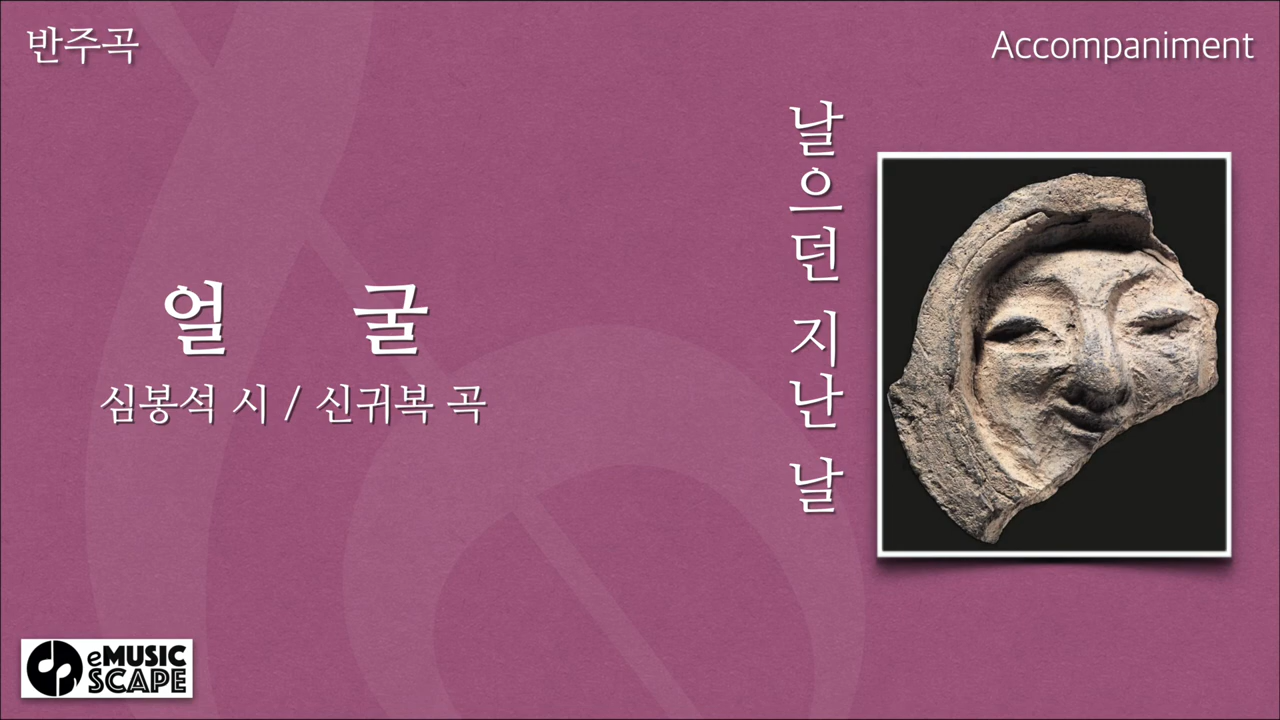 반주곡
Accompaniment
얼 굴
심봉석 시 / 신귀복 곡
날으던 지난 날
eMUSIC
SCAPE